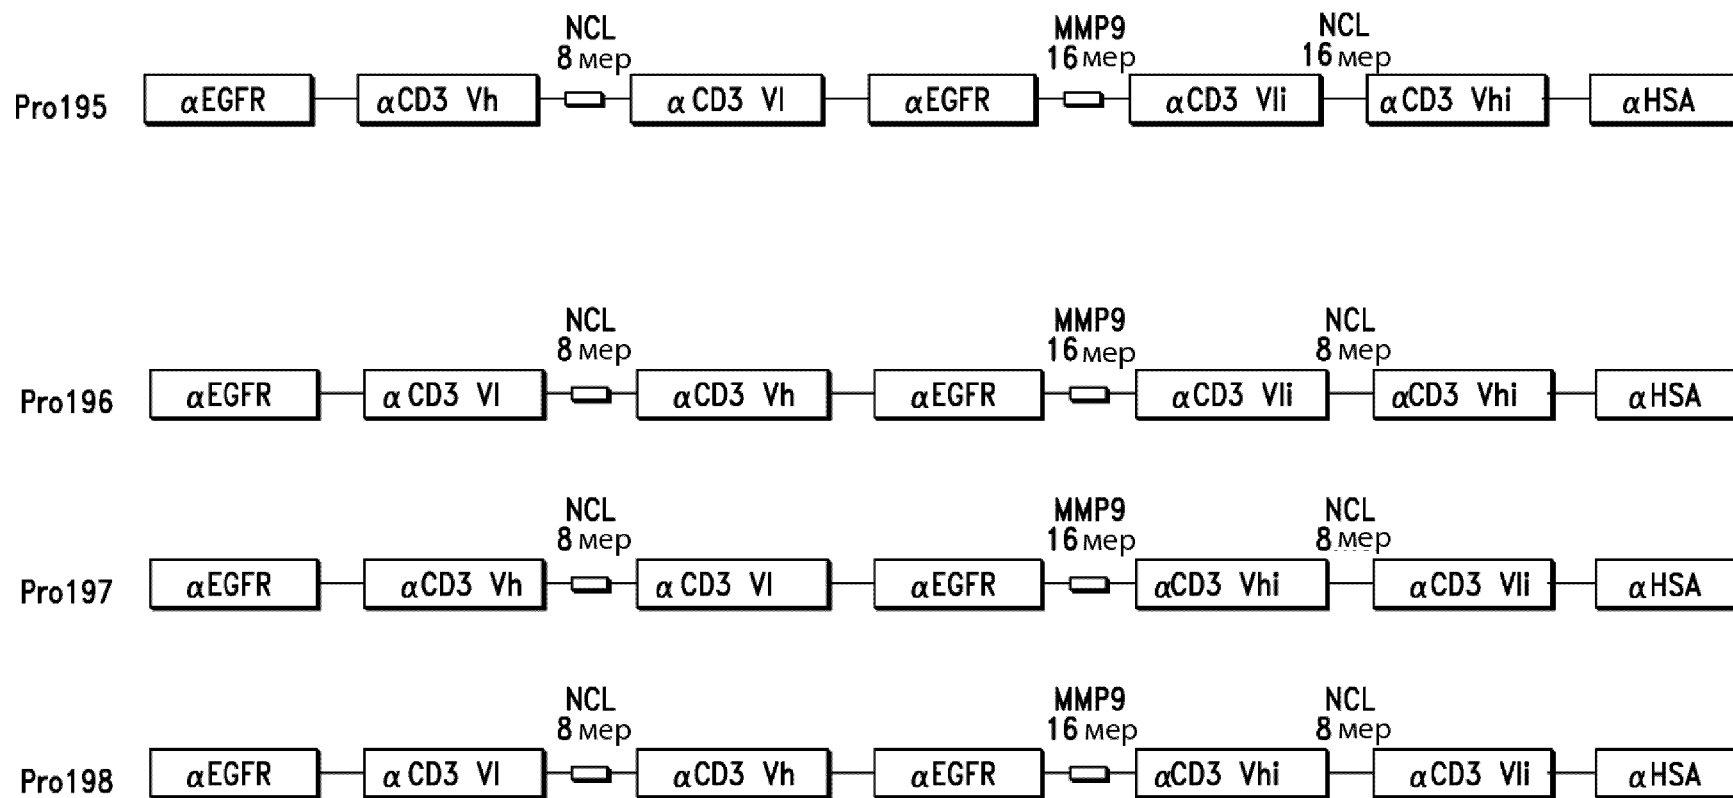 NCL MMP9 NCL
8 мер 16 мер 16 мер
Pro195 αEGFR αCD3 Vh αCD3 Vl αEGFR αCD3 Vli αCD3 Vhi αHSA
NCL MMP9 NCL
8 мер 16 мер 8 мер
Pro196 αEGFR αCD3 Vl αCD3 Vh αEGFR αCD3 Vli αCD3 Vhi αHSA
NCL MMP9 NCL
8 мер 16 мер 8 мер
Pro197 αEGFR αCD3 Vh αCD3 Vl αEGFR αCD3 Vhi αCD3 Vli αHSA
NCL MMP9 NCL
8 мер 16 мер 8 мер
Pro198 αEGFR αCD3 Vl αCD3 Vh αEGFR αCD3 Vhi αCD3 Vli αHSA